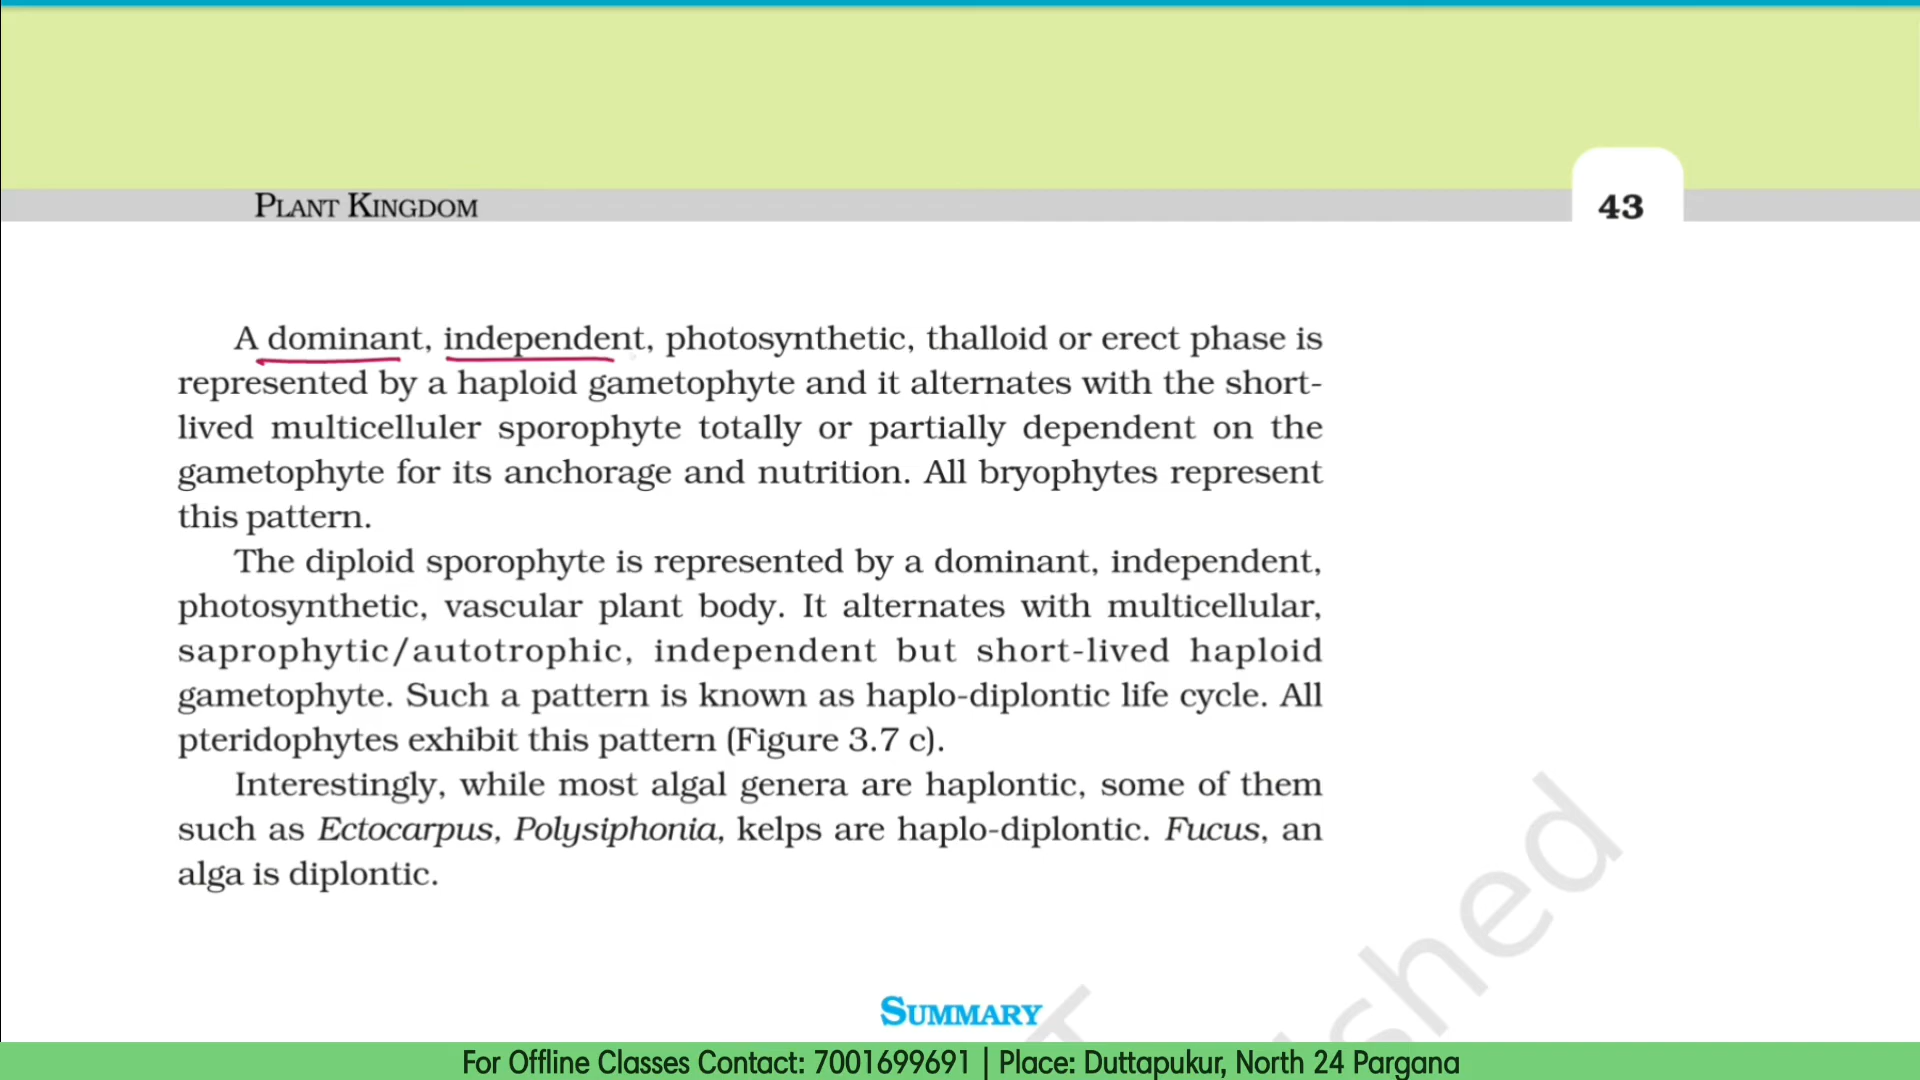 PLANT KINGDOM
43
A dominant, independent, photosynthetic, thalloid or erect phase is
represented by a haploid gametophyte and it alternates with the short-
lived multicelluler sporophyte totally or partially dependent on the
gametophyte for its anchorage and nutrition. All bryophytes represent
this pattern.
The diploid sporophyte is represented by a dominant, independent,
photosynthetic, vascular plant body. It alternates with multicellular,
saprophytic/autotrophic, independent but short-lived haploid
gametophyte. Such a pattern is known as haplo-diplontic life cycle. All
pteridophytes exhibit this pattern (Figure 3.7 c).
Interestingly, while most algal genera are haplontic, some of them
such as Ectocarpus, Polysiphonia, kelps are haplo-diplontic. Fucus, an
alga is diplontic.
SUMMARY
For Offline Classes Contact: 7001699691 | Place: Duttapukur, North 24 Pargana